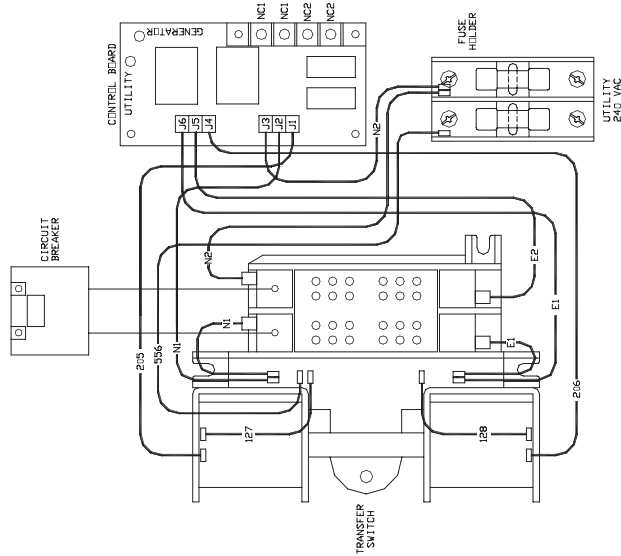 NC1
NC1
NC2
NC2
GENERATOR
CONTROL BOARD
UTILITY
J6
J5
J4
J3
J2
J1
FUSE
HOLDER
UTILITY
240 VAC
N2
CIRCUIT
BREAKER
N2
E2
N1
E1
E1
205
N1
556
206
127
128
TRANSFER
SWITCH